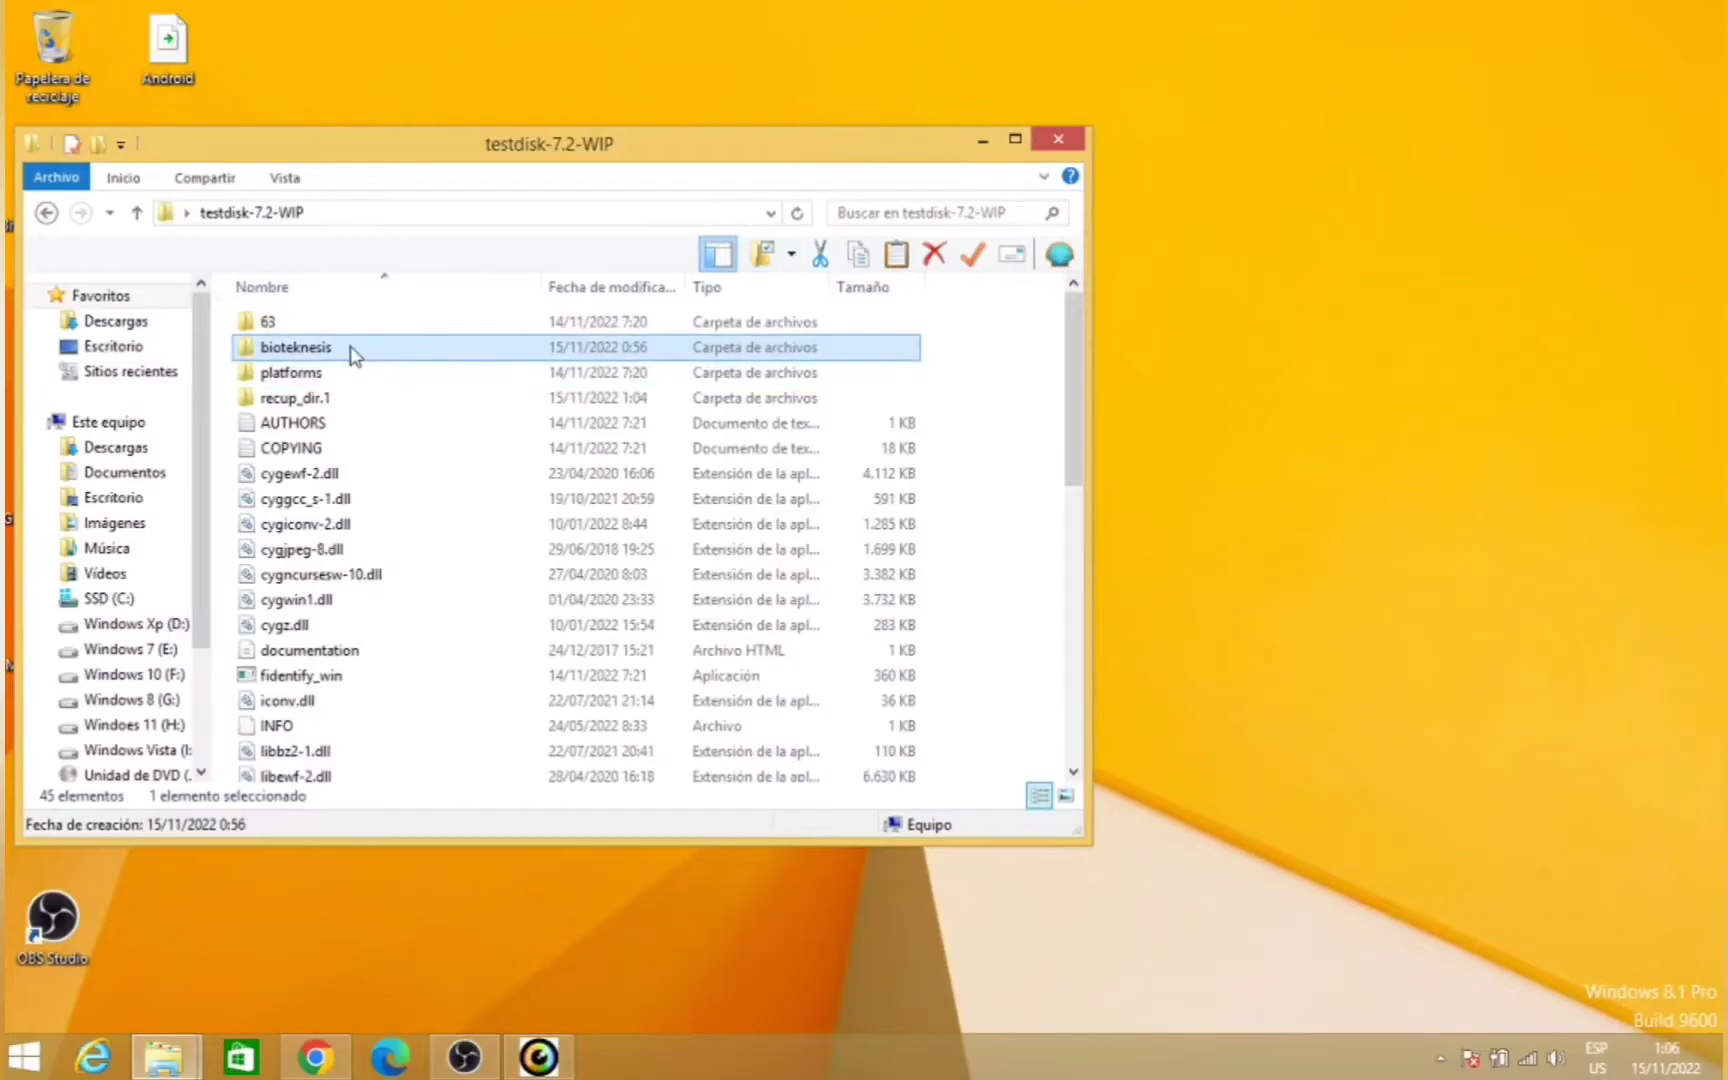 Papelera de
reciclaje
Android
testdisk-7.2-WIP
Archivo
Inicio
Compartir
Vista
testdisk-7.2-WIP
Buscar en testdisk-7.2-WIP
Nombre
Fecha de modifica...
Tipo
Tamaño
Favoritos
Descargas
Escritorio
Sitios recientes
Este equipo
Descargas
Documentos
Escritorio
Imágenes
Música
Vídeos
SSD (C:)
Windows Xp (D:)
Windows 7 (E:)
Windows 10 (F:)
Windows 8 (G:)
Windoes 11 (H:)
Windows Vista (I:
Unidad de DVD (.
63 14/11/2022 7:20 Carpeta de archivos
bioteknesis 15/11/2022 0:56 Carpeta de archivos
platforms 14/11/2022 7:20 Carpeta de archivos
recup_dir.1 15/11/2022 1:04 Carpeta de archivos
AUTHORS 14/11/2022 7:21 Documento de tex... 1 KB
COPYING 14/11/2022 7:21 Documento de tex... 18 KB
cygewf-2.dll 23/04/2020 16:06 Extensión de la apl... 4.112 KB
cyggcc_s-1.dll 19/10/2021 20:59 Extensión de la apl... 591 KB
cygiconv-2.dll 10/01/2022 8:44 Extensión de la apl... 1.285 KB
cygjpeg-8.dll 29/06/2018 19:25 Extensión de la apl... 1.699 KB
cygncursesw-10.dll 27/04/2020 8:03 Extensión de la apl... 3.382 KB
cygwin1.dll 01/04/2020 23:33 Extensión de la apl... 3.732 KB
cygz.dll 10/01/2022 15:54 Extensión de la apl... 283 KB
documentation 24/12/2017 15:21 Archivo HTML 1 KB
fidentify_win 14/11/2022 7:21 Aplicación 360 KB
iconv.dll 22/07/2021 21:14 Extensión de la apl... 36 KB
INFO 24/05/2022 8:33 Archivo 1 KB
libbz2-1.dll 22/07/2021 20:41 Extensión de la apl... 110 KB
libewf-2.dll 28/04/2020 16:18 Extensión de la apl... 6.630 KB
45 elementos 1 elemento seleccionado
Fecha de creación: 15/11/2022 0:56
Equipo
OBS Studio
Windows 8.1 Pro
Build 9600
ESP
US
1:06
15/11/2022